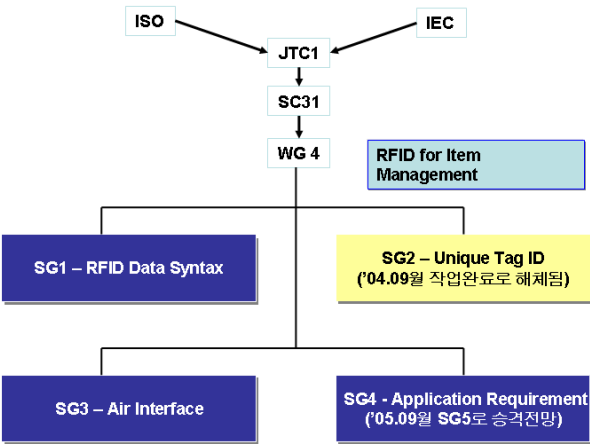 ISO
IEC
JTC1
SC31
WG 4
RFID for Item
Management
SG1 – RFID Data Syntax
SG2 – Unique Tag ID
(’04.09월 작업완료로 해체됨)
SG3 – Air Interface
SG4 - Application Requirement
(’05.09월 SG5로 승격전망)